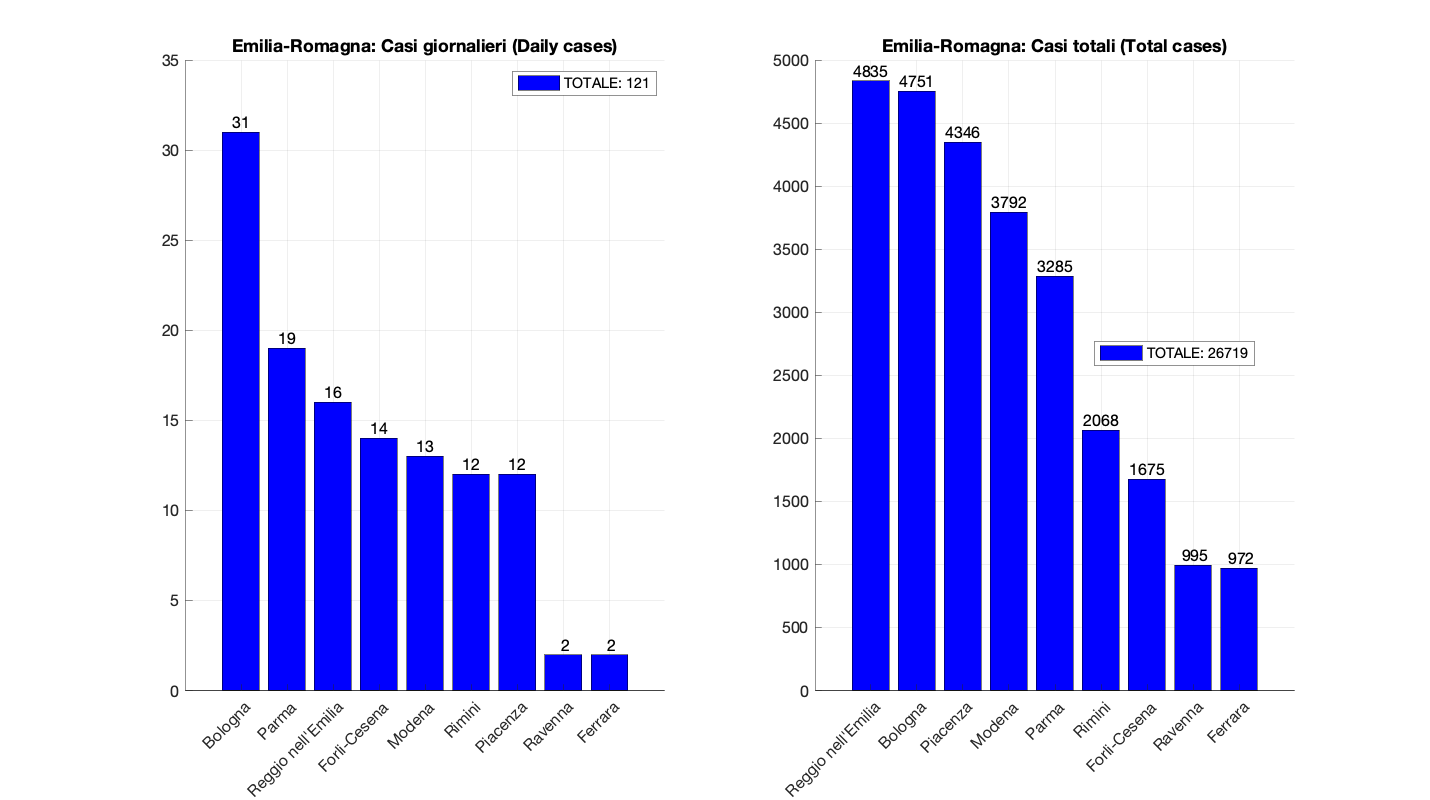 Emilia-Romagna: Casi giornalieri (Daily cases)
35
30
25
20
15
10
5
0
TOTALE: 121
31
19
16
14
13
12
12
2
2
Bologna
Parma
Reggio nell'Emilia
Forlì-Cesena
Modena
Rimini
Piacenza
Ravenna
Ferrara
Emilia-Romagna: Casi totali (Total cases)
5000
4500
4000
3500
3000
2500
2000
1500
1000
500
0
TOTALE: 26719
4835
4751
4346
3792
3285
2068
1675
995
972
Reggio nell'Emilia
Bologna
Piacenza
Modena
Parma
Rimini
Forlì-Cesena
Ravenna
Ferrara